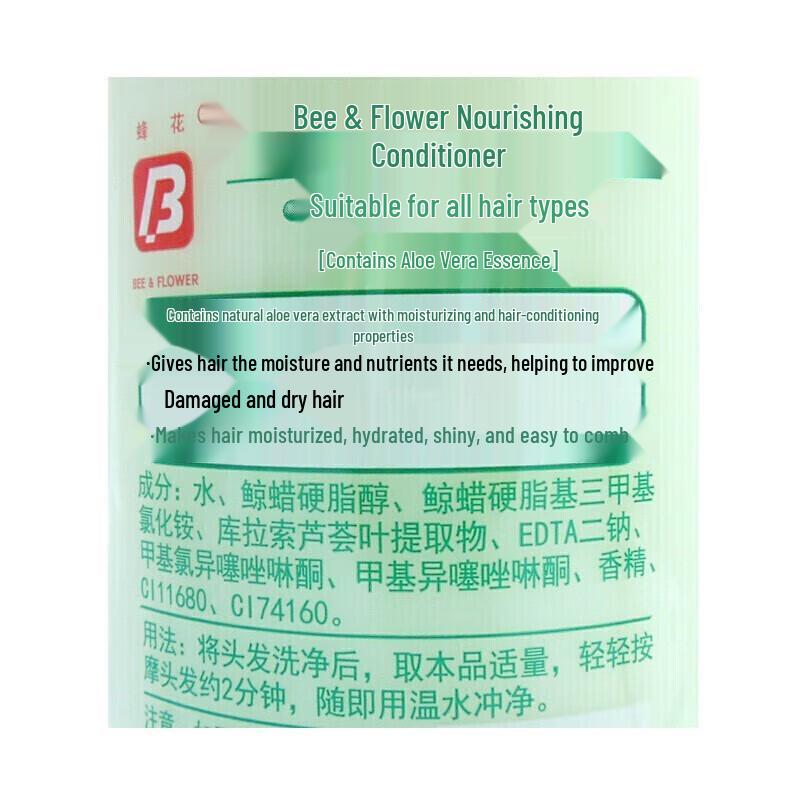 蜂花
Bee & Flower Nourishing
Conditioner
B
Suitable for all hair types
[Contains Aloe Vera Essence]
BEE & FLOWER
Contains natural aloe vera extract with moisturizing and hair-conditioning
properties
·Gives hair the moisture and nutrients it needs, helping to improve
Damaged and dry hair
·Makes hair moisturized, hydrated, shiny, and easy to comb
成分：水、鲸蜡硬脂醇、鲸蜡硬脂基三甲基
氯化铵、库拉索芦荟叶提取物、EDTA二钠、
甲基氯异噻唑啉酮、甲基异噻唑啉酮、香精、
CI11680、CI74160。
用法：将头发洗净后，取本品适量，轻轻按
摩头发约2分钟，随即用温水冲净。
注意